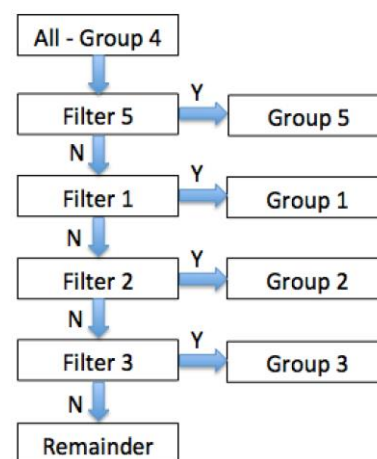 All - Group 4
Y
Filter 5
Group 5
N
Y
Filter 1
Group 1
N
Y
Filter 2
Group 2
N
Y
Filter 3
Group 3
N
Remainder